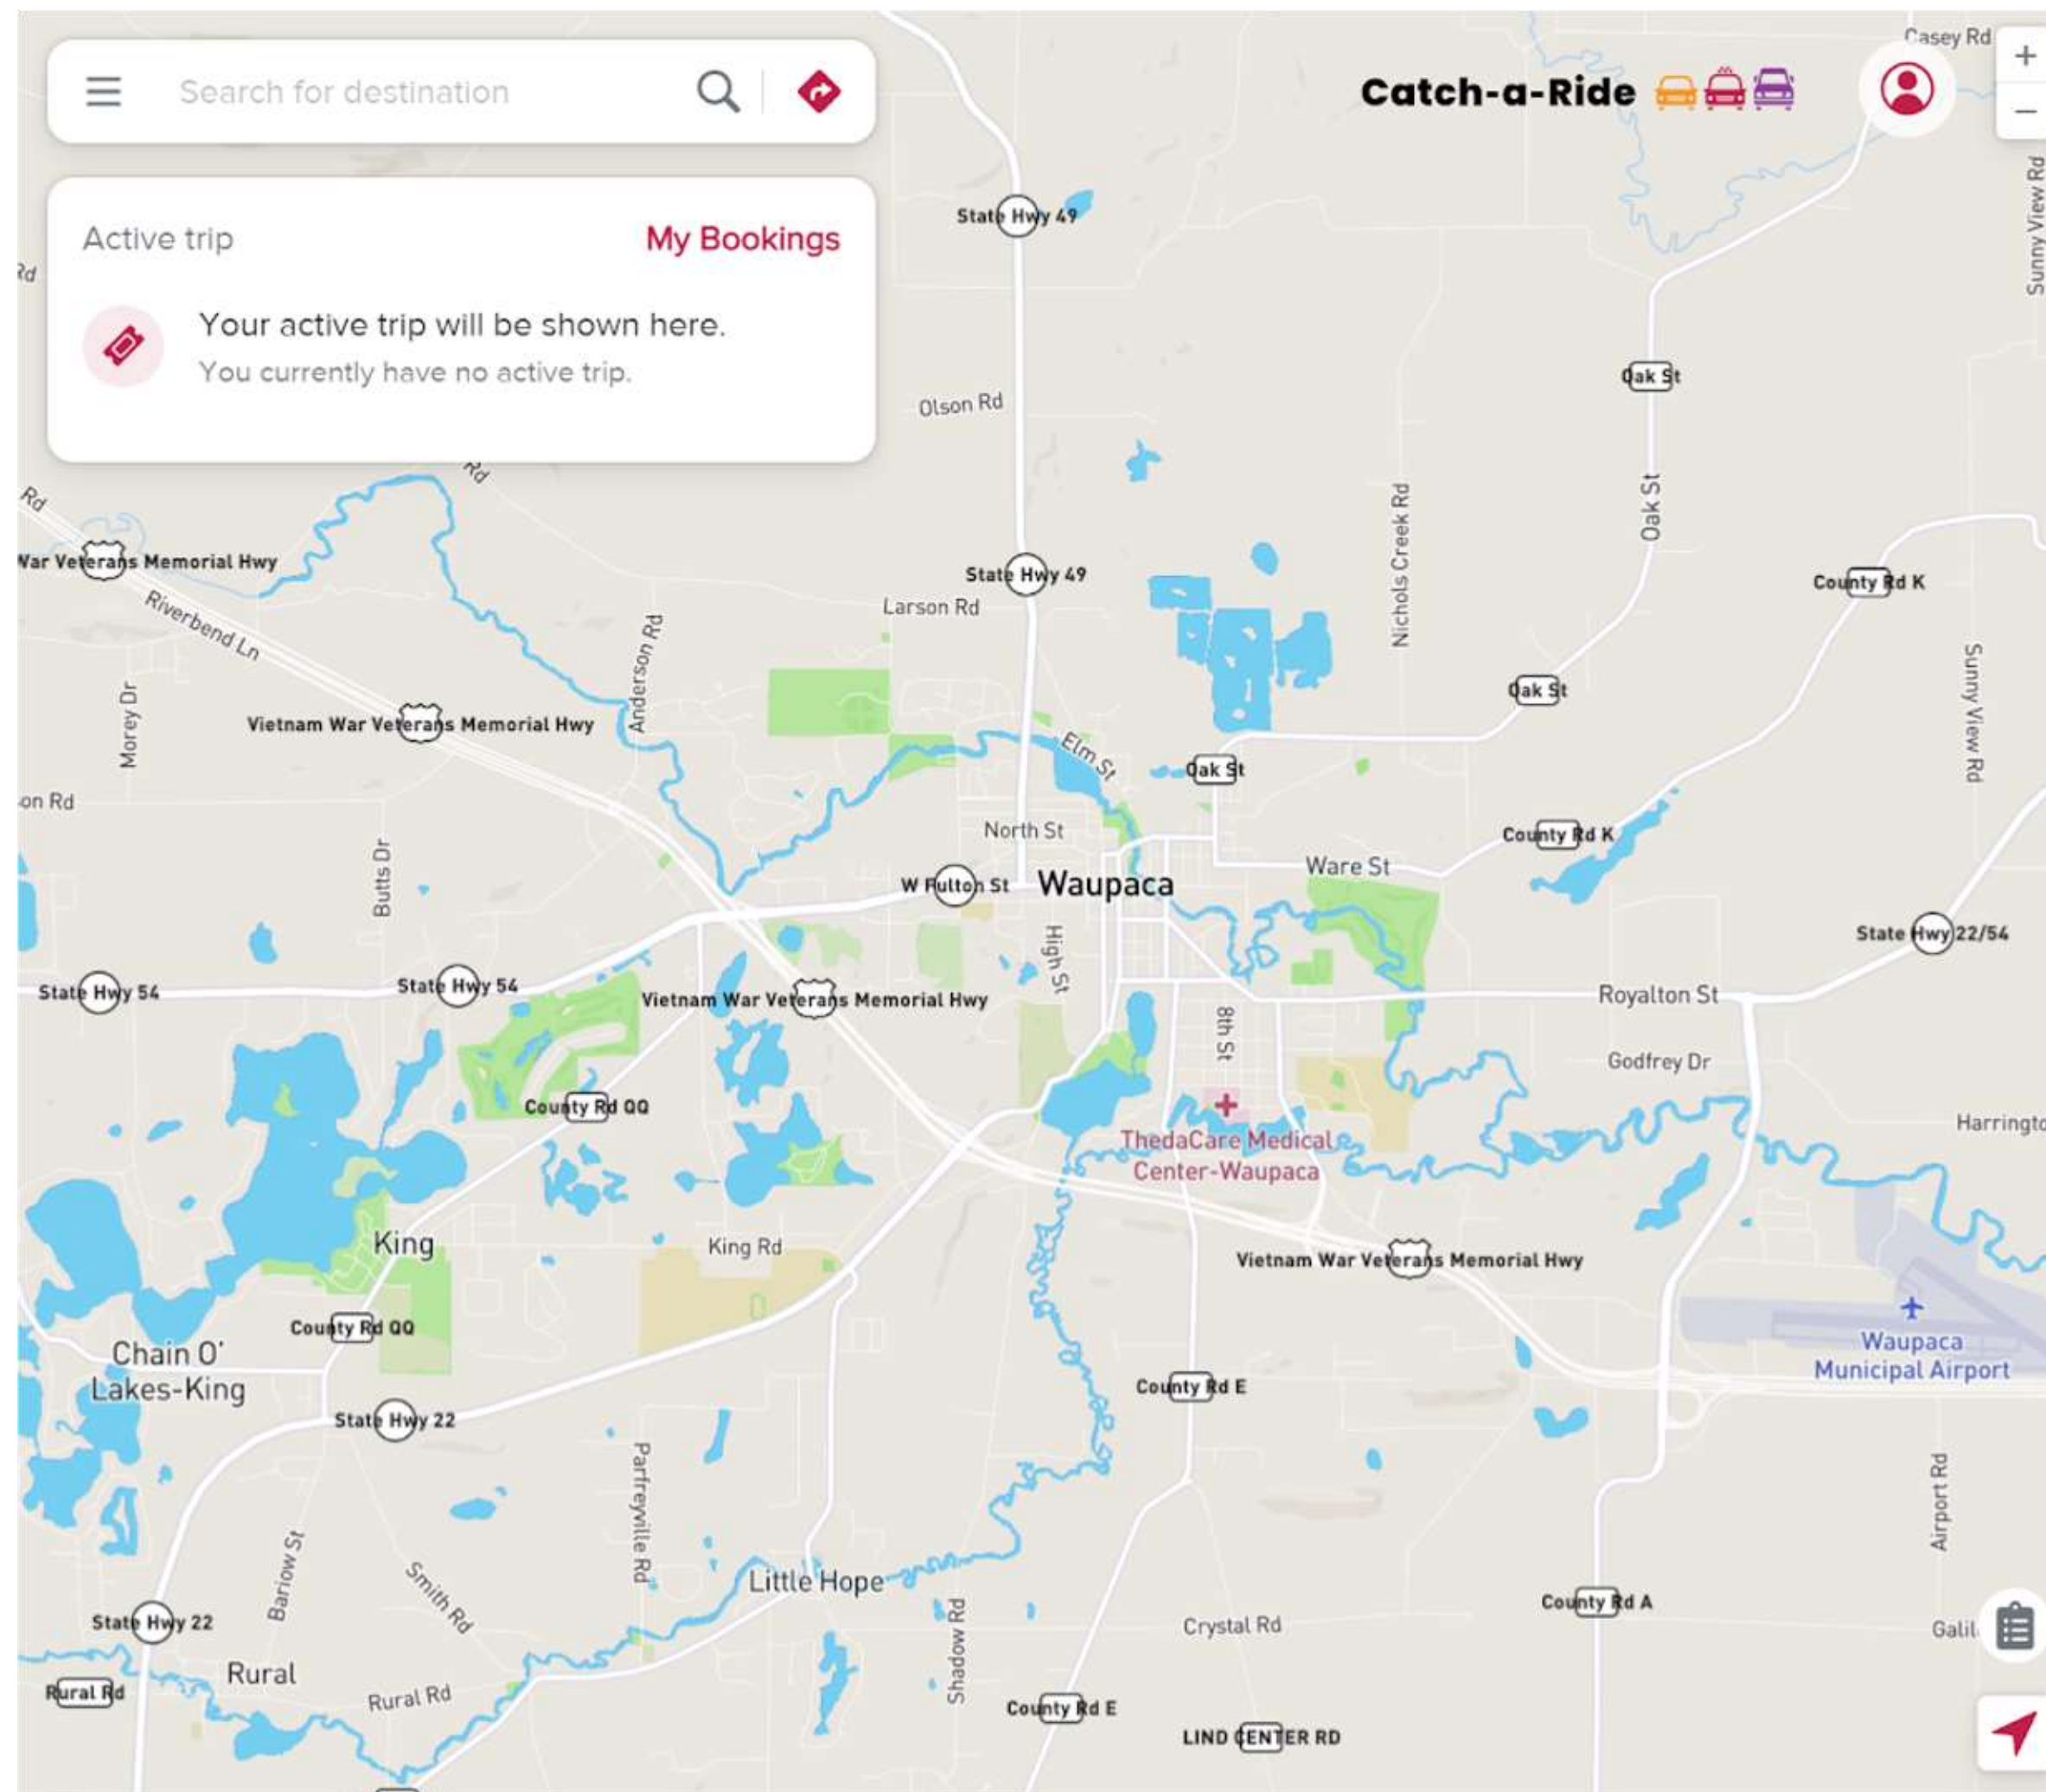 Search for destination
Catch-a-Ride
Casey Rd
+
−
Active trip
My Bookings
Your active trip will be shown here.
You currently have no active trip.
Rd
State Hwy 49
Sunny View Rd
Oak St
Olson Rd
Rd
Rd
Oak St
Nichols Creek Rd
War Veterans Memorial Hwy
State Hwy 49
County Rd K
Larson Rd
Riverbend Ln
Anderson Rd
Sunny View Rd
Morey Dr
Oak St
Vietnam War Veterans Memorial Hwy
Elm St
Oak St
on Rd
North St
County Rd K
Butts Dr
Ware St
W Fulton St
Waupaca
State Hwy 22/54
High St
State Hwy 54
State Hwy 54
Vietnam War Veterans Memorial Hwy
Royalton St
8th St
Godfrey Dr
County Rd QQ
Harringto
ThedaCare Medical
Center-Waupaca
King
King Rd
Vietnam War Veterans Memorial Hwy
County Rd QQ
Waupaca
Municipal Airport
Chain O'
Lakes-King
County Rd E
State Hwy 22
Parfreyville Rd
Airport Rd
Barlow St
Smith Rd
Little Hope
State Hwy 22
Shadow Rd
Crystal Rd
County Rd A
Galil
Rural
Rural Rd
Rural Rd
County Rd E
LIND CENTER RD